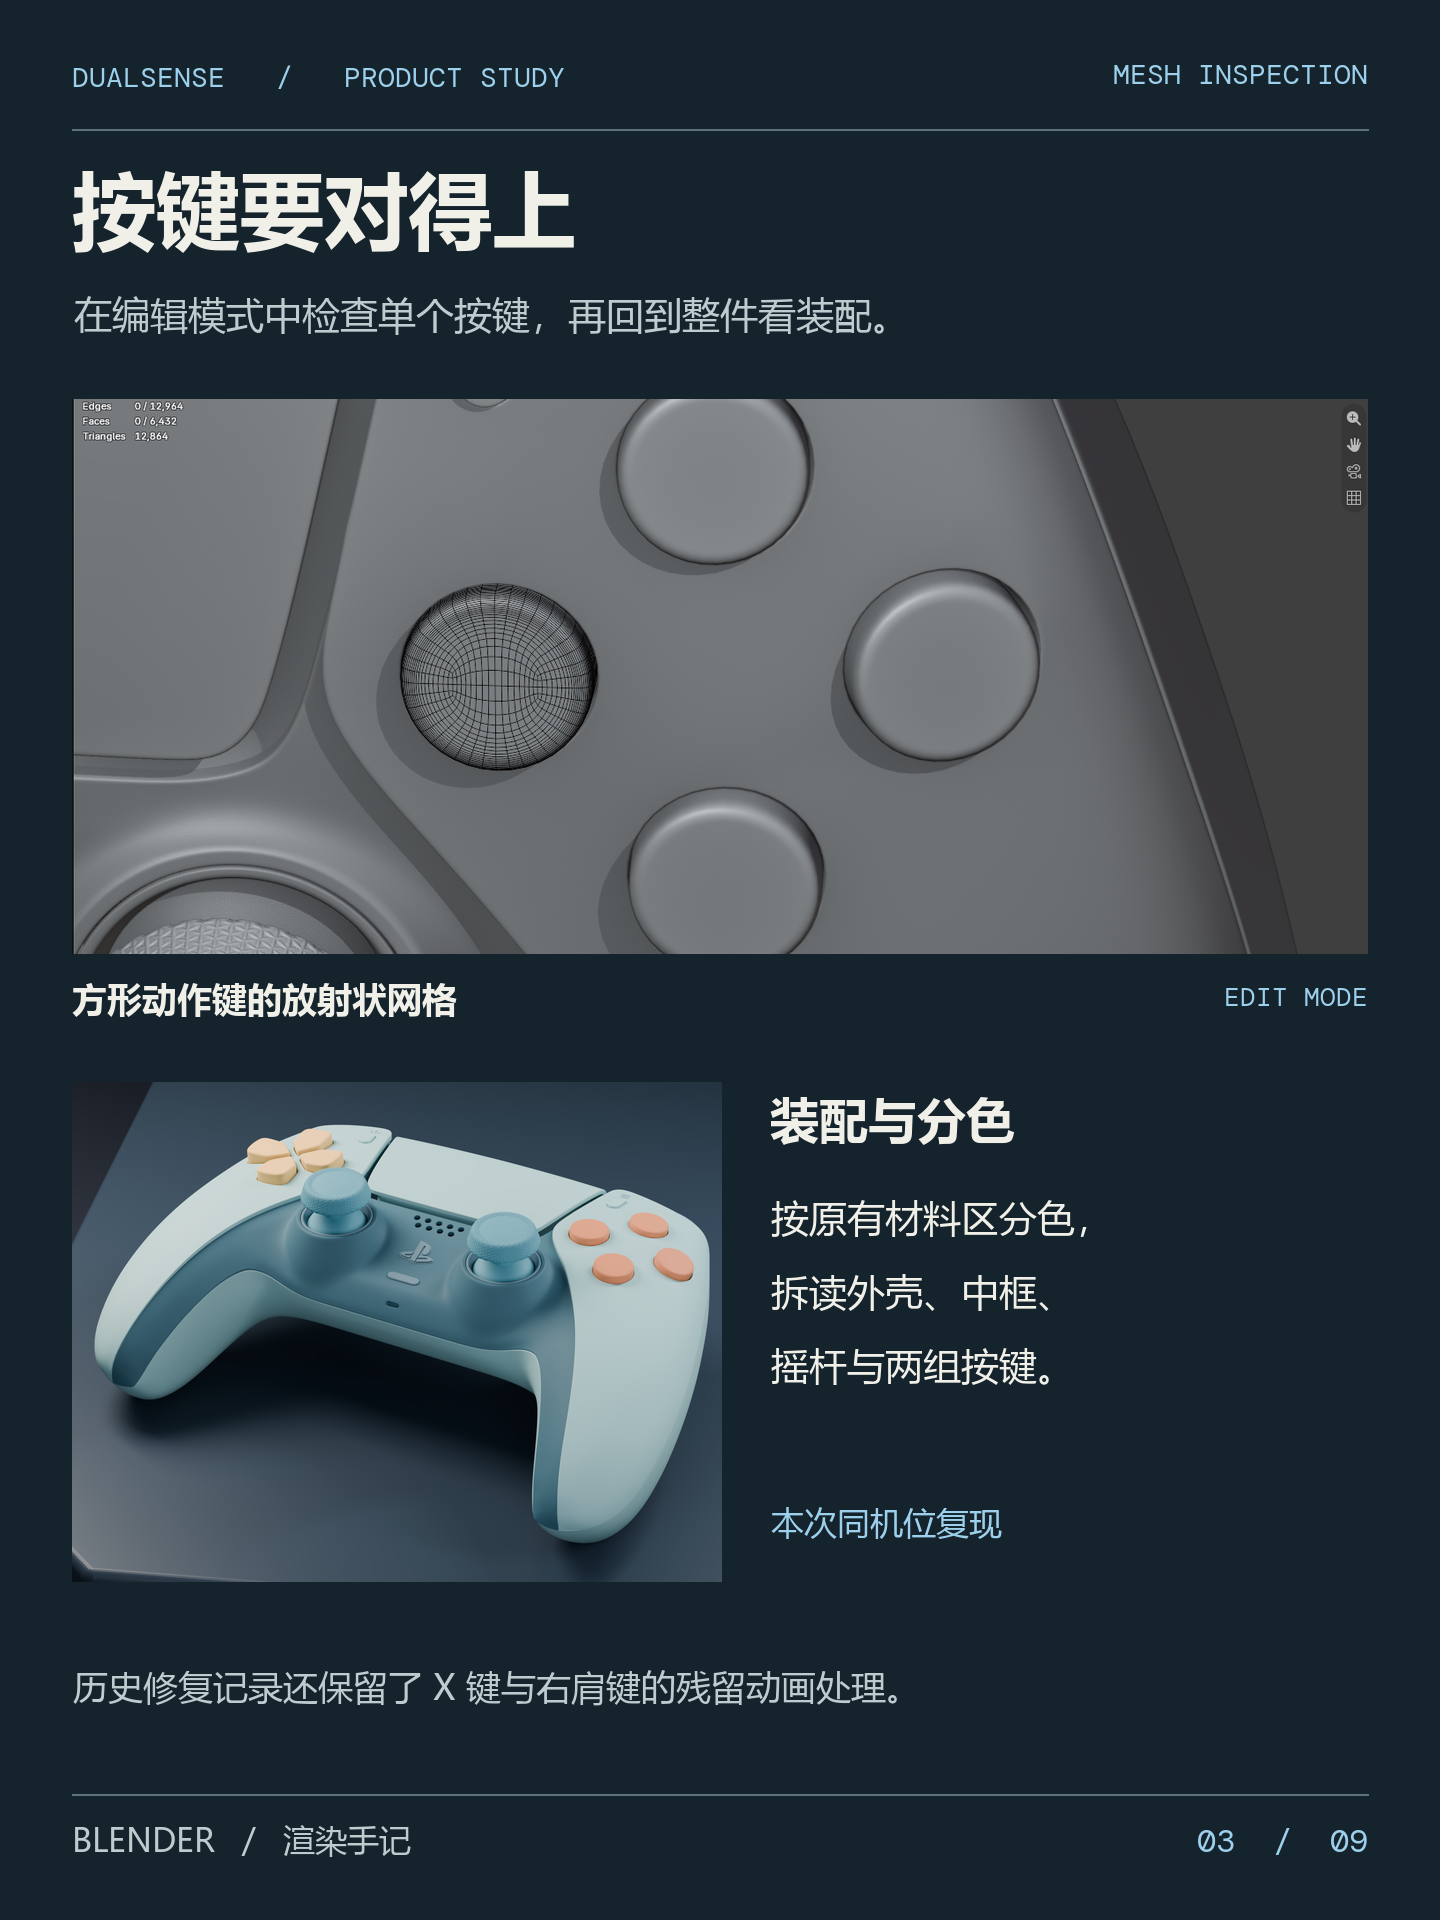 DUALSENSE / PRODUCT STUDY
MESH INSPECTION
按键要对得上
在编辑模式中检查单个按键，再回到整件看装配。
Edges 0 / 12,964
Faces 0 / 6,432
Triangles 12,864
方形动作键的放射状网格
EDIT MODE
装配与分色
按原有材料区分色，
拆读外壳、中框、
摇杆与两组按键。
本次同机位复现
历史修复记录还保留了 X 键与右肩键的残留动画处理。
BLENDER / 渲染手记
03 / 09